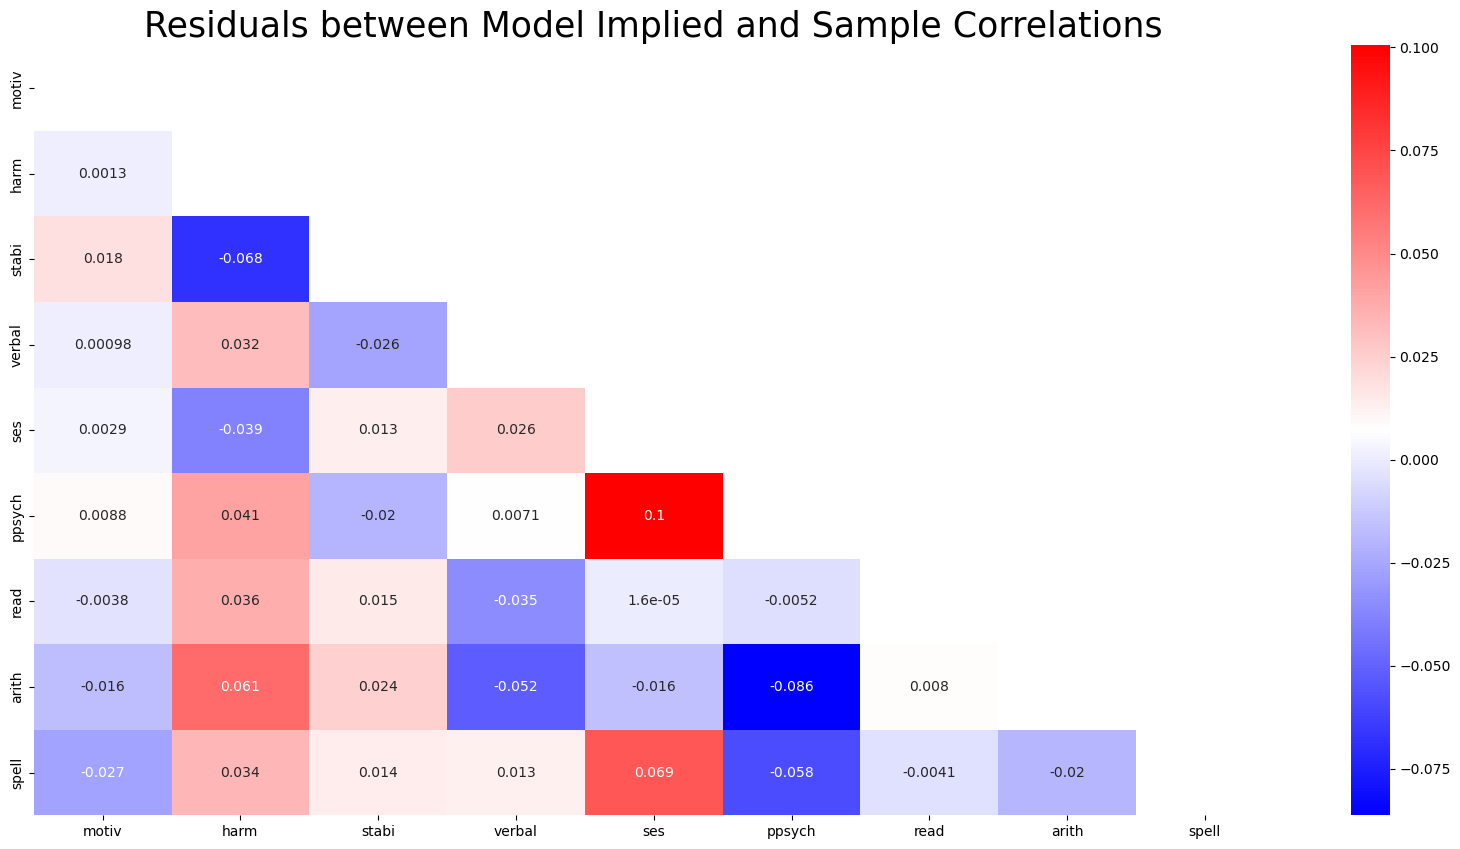 Residuals between Model Implied and Sample Correlations
motiv
harm 0.0013
stabi 0.018 -0.068
verbal 0.00098 0.032 -0.026
ses 0.0029 -0.039 0.013 0.026
ppsych 0.0088 0.041 -0.02 0.0071 0.1
read -0.0038 0.036 0.015 -0.035 1.6e-05 -0.0052
arith -0.016 0.061 0.024 -0.052 -0.016 -0.086 0.008
spell -0.027 0.034 0.014 0.013 0.069 -0.058 -0.0041 -0.02
motiv harm stabi verbal ses ppsych read arith spell
0.100
0.075
0.050
0.025
0.000
−0.025
−0.050
−0.075